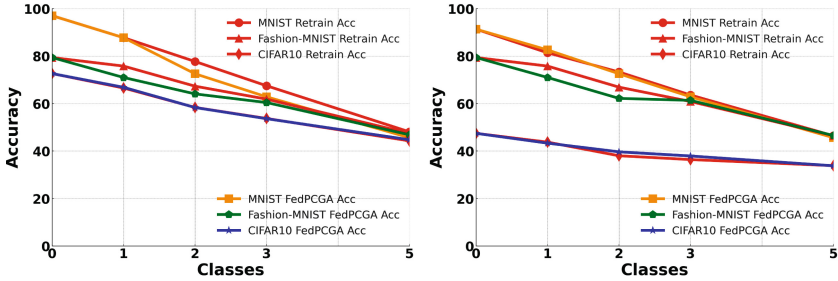 100
80
60
40
20
0
Accuracy
MNIST Retrain Acc
Fashion-MNIST Retrain Acc
CIFAR10 Retrain Acc
MNIST FedPCGA Acc
Fashion-MNIST FedPCGA Acc
CIFAR10 FedPCGA Acc
0 1 2 3 5
Classes
100
80
60
40
20
0
Accuracy
MNIST Retrain Acc
Fashion-MNIST Retrain Acc
CIFAR10 Retrain Acc
MNIST FedPCGA Acc
Fashion-MNIST FedPCGA Acc
CIFAR10 FedPCGA Acc
0 1 2 3 5
Classes